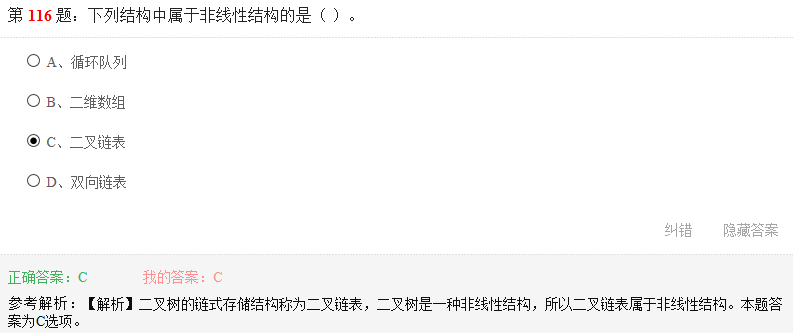 第 116 题：下列结构中属于非线性结构的是（ ）。
A、循环队列
B、二维数组
C、二叉链表
D、双向链表
纠错 隐藏答案
正确答案：C 我的答案：C
参考解析：【解析】二叉树的链式存储结构称为二叉链表，二叉树是一种非线性结构，所以二叉链表属于非线性结构。本题答
案为C选项。